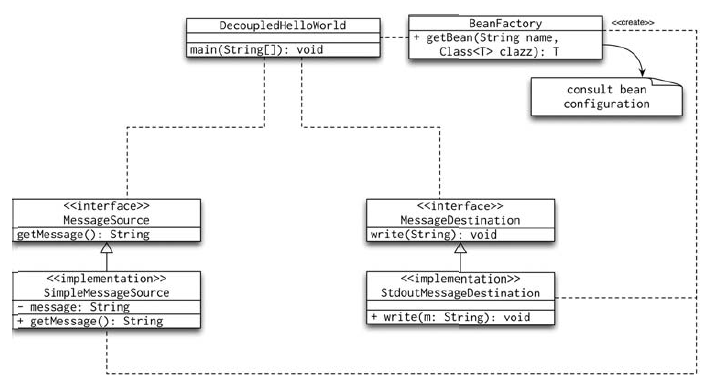 DecoupledHelloWorld
main(String[]): void
BeanFactory
+ getBean(String name,
Class<T> clazz): T
<<create>>
consult bean
configuration
<<interface>>
MessageSource
getMessage(): String
<<interface>>
MessageDestination
write(String): void
<<implementation>>
SimpleMessageSource
- message: String
+ getMessage(): String
<<implementation>>
StdoutMessageDestination
+ write(m: String): void